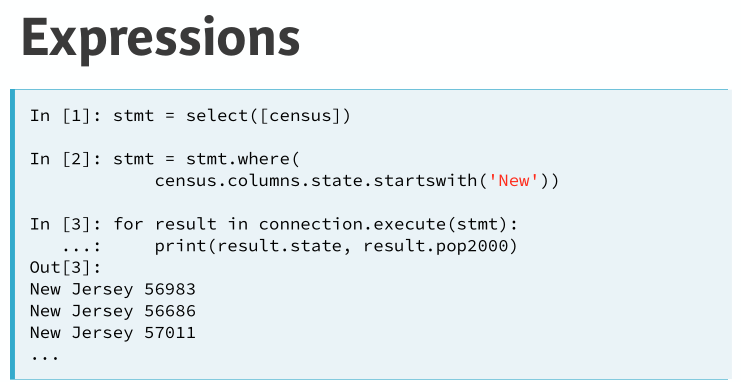 Expressions
In [1]: stmt = select([census])
In [2]: stmt = stmt.where(
            census.columns.state.startswith('New'))
In [3]: for result in connection.execute(stmt):
   ...:     print(result.state, result.pop2000)
Out[3]:
New Jersey 56983
New Jersey 56686
New Jersey 57011
...